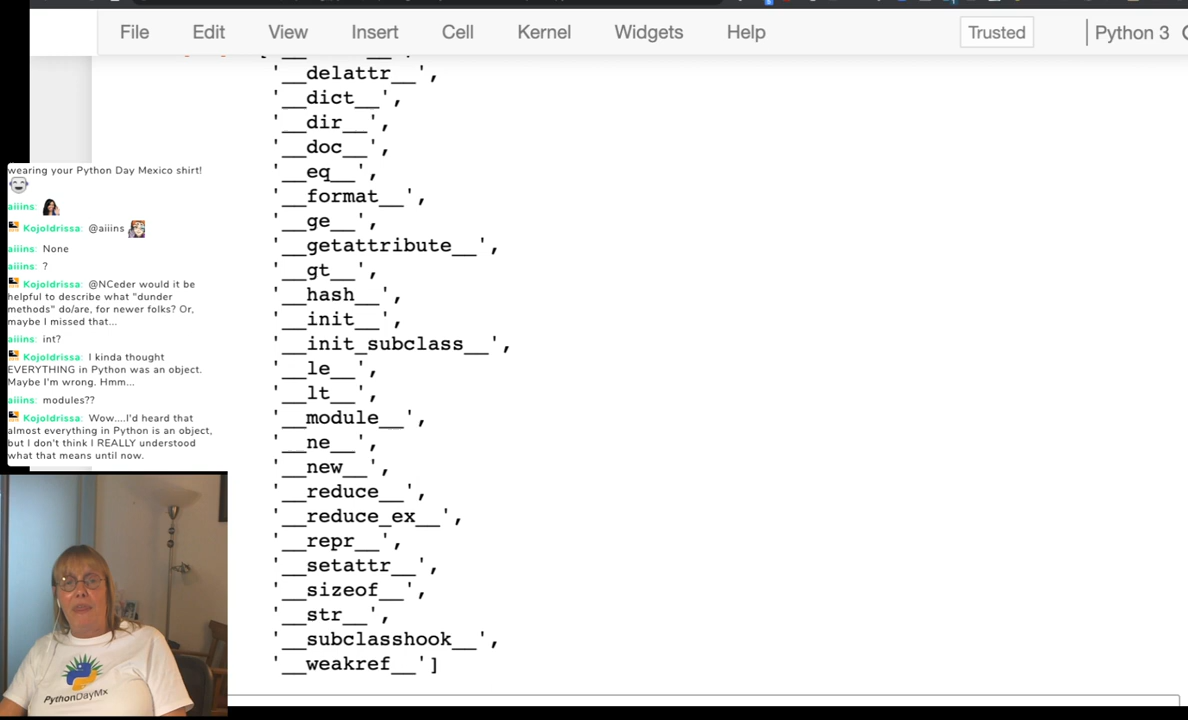 File Edit View Insert Cell Kernel Widgets Help Trusted Python 3
'__delattr__',
'__dict__',
'__dir__',
'__doc__',
'__eq__',
'__format__',
'__ge__',
'__getattribute__',
'__gt__',
'__hash__',
'__init__',
'__init_subclass__',
'__le__',
'__lt__',
'__module__',
'__ne__',
'__new__',
'__reduce__',
'__reduce_ex__',
'__repr__',
'__setattr__',
'__sizeof__',
'__str__',
'__subclasshook__',
'__weakref__']
wearing your Python Day Mexico shirt!
aiiins:
KojoIdrissa: @aiiins
aiiins: None
aiiins: ?
KojoIdrissa: @NCeder would it be
helpful to describe what "dunder
methods" do/are, for newer folks? Or,
maybe I missed that...
aiiins: int?
KojoIdrissa: I kinda thought
EVERYTHING in Python was an object.
Maybe I'm wrong. Hmm...
aiiins: modules??
KojoIdrissa: Wow....I'd heard that
almost everything in Python is an object,
but I don't think I REALLY understood
what that means until now.
PythonDayMx